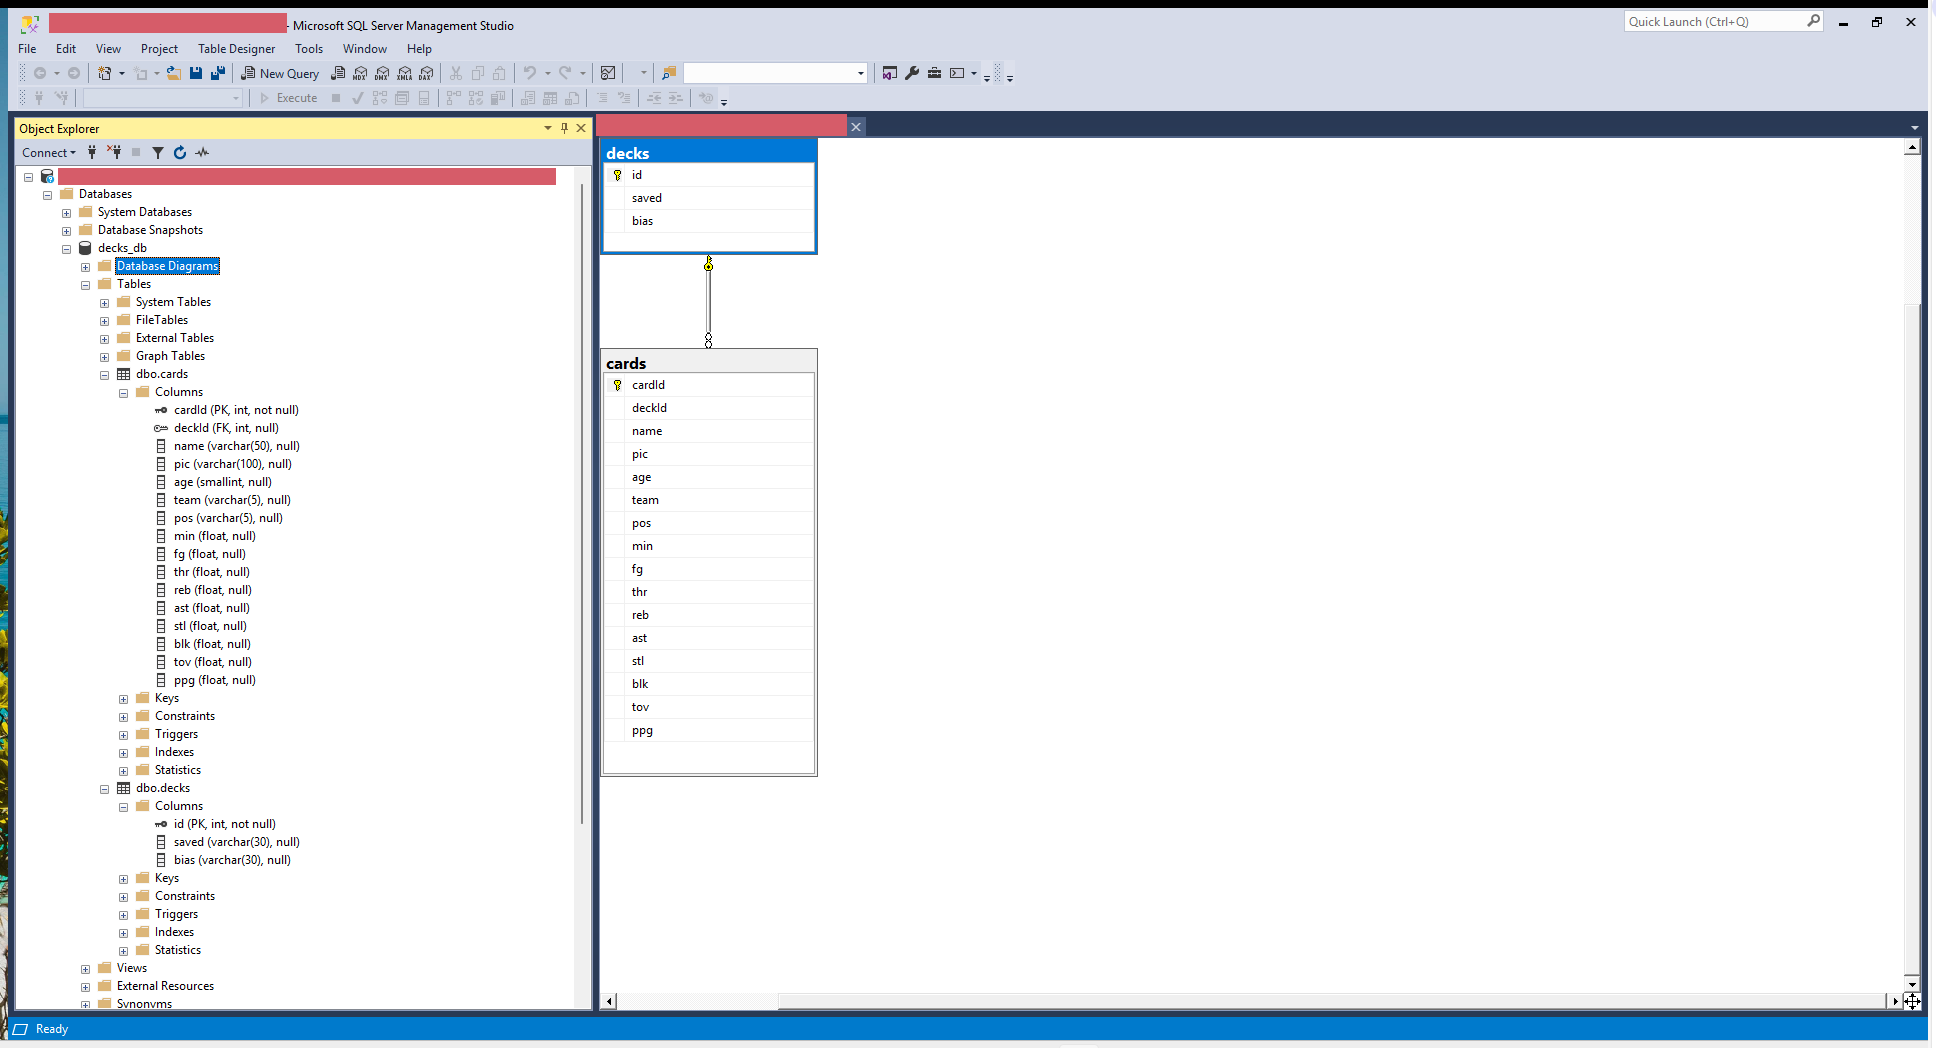 - Microsoft SQL Server Management Studio
Quick Launch (Ctrl+Q)
File Edit View Project Table Designer Tools Window Help
New Query MDX DMX XMLA DAX
Execute
Object Explorer
Connect
Databases
System Databases
Database Snapshots
decks_db
Database Diagrams
Tables
System Tables
FileTables
External Tables
Graph Tables
dbo.cards
Columns
cardId (PK, int, not null)
deckId (FK, int, null)
name (varchar(50), null)
pic (varchar(100), null)
age (smallint, null)
team (varchar(5), null)
pos (varchar(5), null)
min (float, null)
fg (float, null)
thr (float, null)
reb (float, null)
ast (float, null)
stl (float, null)
blk (float, null)
tov (float, null)
ppg (float, null)
Keys
Constraints
Triggers
Indexes
Statistics
dbo.decks
Columns
id (PK, int, not null)
saved (varchar(30), null)
bias (varchar(30), null)
Keys
Constraints
Triggers
Indexes
Statistics
Views
External Resources
Synonyms
decks
id
saved
bias
cards
cardId
deckId
name
pic
age
team
pos
min
fg
thr
reb
ast
stl
blk
tov
ppg
Ready